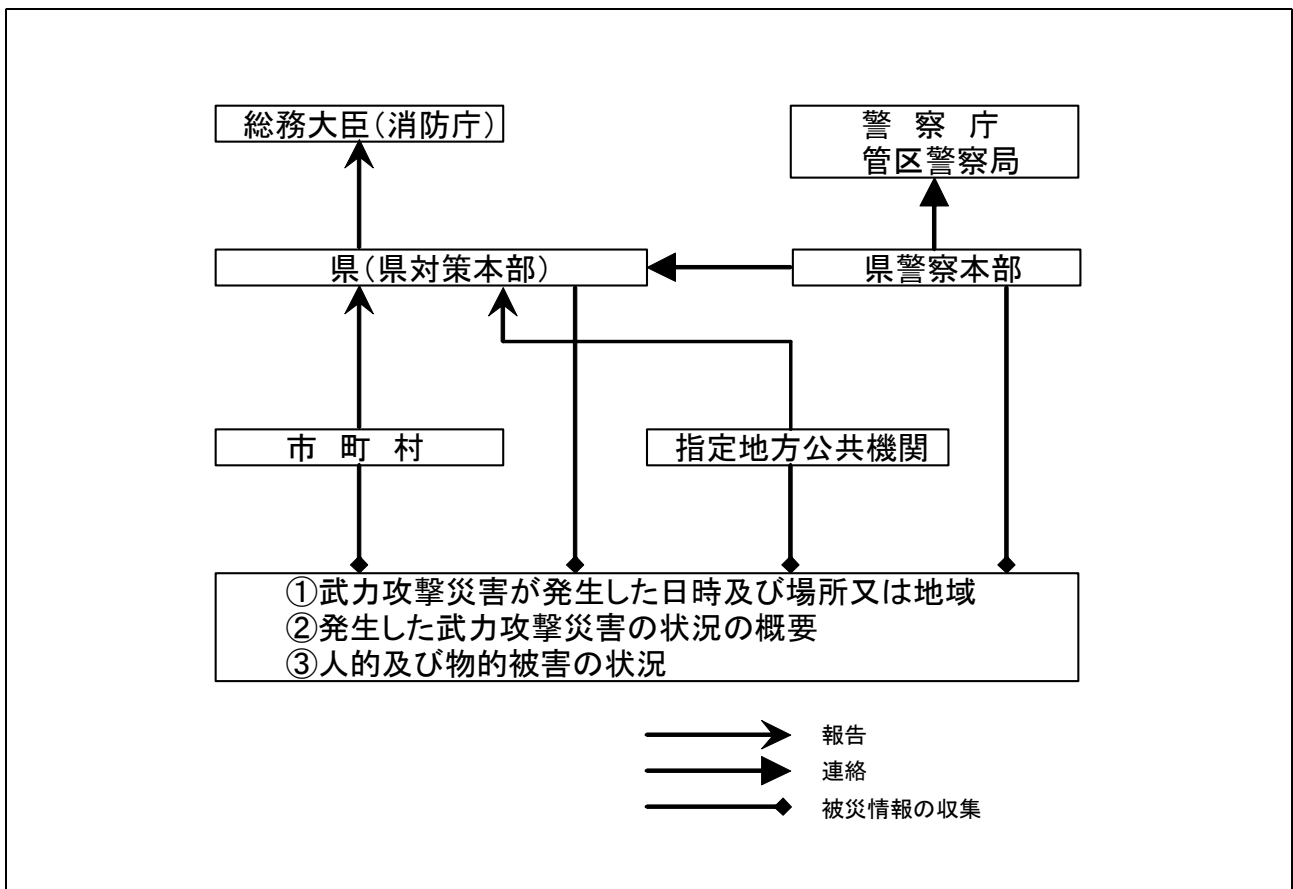 総務大臣(消防庁)
警 察 庁
管区警察局
県(県対策本部)
県警察本部
市 町 村
指定地方公共機関
①武力攻撃災害が発生した日時及び場所又は地域
②発生した武力攻撃災害の状況の概要
③人的及び物的被害の状況
報告
連絡
被災情報の収集